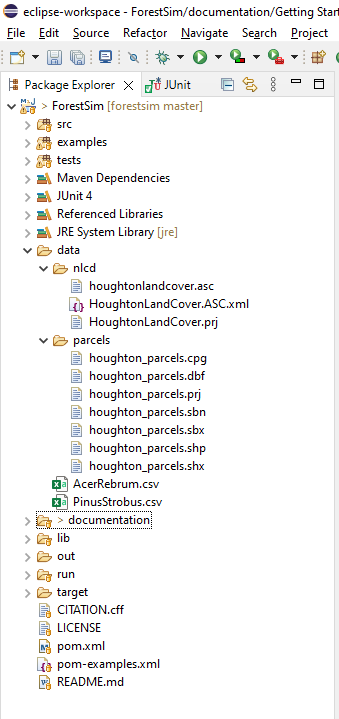 eclipse-workspace - ForestSim/documentation/Getting Start
File Edit Source Refactor Navigate Search Project
Package Explorer JUnit
> ForestSim [forestsim master]
src
examples
tests
Maven Dependencies
JUnit 4
Referenced Libraries
JRE System Library [jre]
data
nlcd
houghtonlandcover.asc
HoughtonLandCover.ASC.xml
HoughtonLandCover.prj
parcels
houghton_parcels.cpg
houghton_parcels.dbf
houghton_parcels.prj
houghton_parcels.sbn
houghton_parcels.sbx
houghton_parcels.shp
houghton_parcels.shx
AcerRebrum.csv
PinusStrobus.csv
> documentation
lib
out
run
target
CITATION.cff
LICENSE
pom.xml
pom-examples.xml
README.md